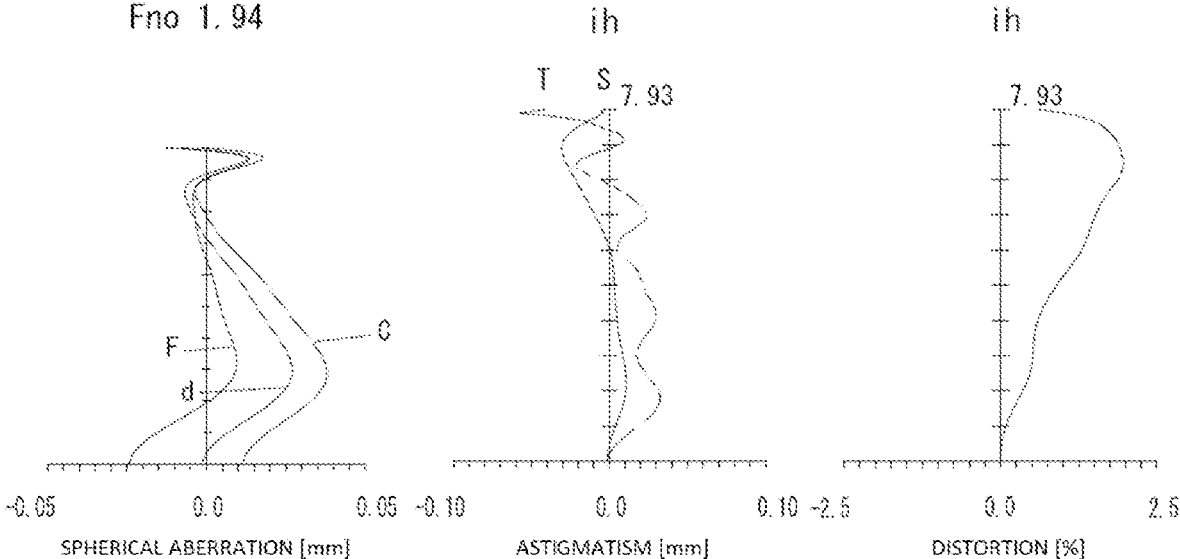 Fno 1.94
ih
ih
T S
7.93
7.93
F
C
d
-0.05 0.0 0.05
-0.10 0.0 0.10
-2.5 0.0 2.5
SPHERICAL ABERRATION [mm]
ASTIGMATISM [mm]
DISTORTION [%]